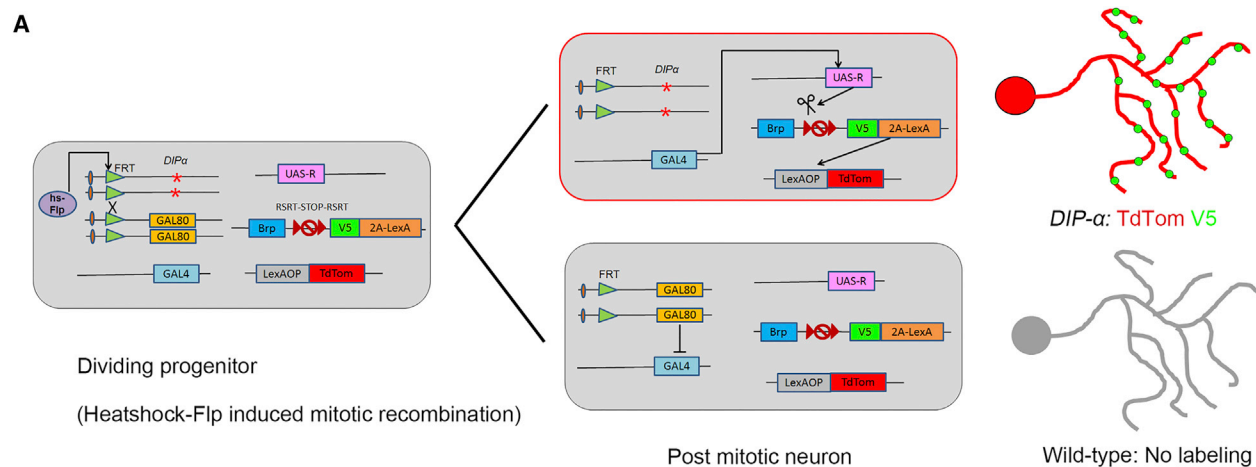 A
FRT
DIPα
hs-
Flp
X
GAL80
GAL80
GAL4
UAS-R
RSRT-STOP-RSRT
Brp V5 2A-LexA
LexAOP TdTom
Dividing progenitor
(Heatshock-Flp induced mitotic recombination)
FRT
DIPα
GAL4
UAS-R
Brp V5 2A-LexA
LexAOP TdTom
FRT
GAL80
GAL80
GAL4
UAS-R
Brp V5 2A-LexA
LexAOP TdTom
Post mitotic neuron
DIP-α: TdTom V5
Wild-type: No labeling